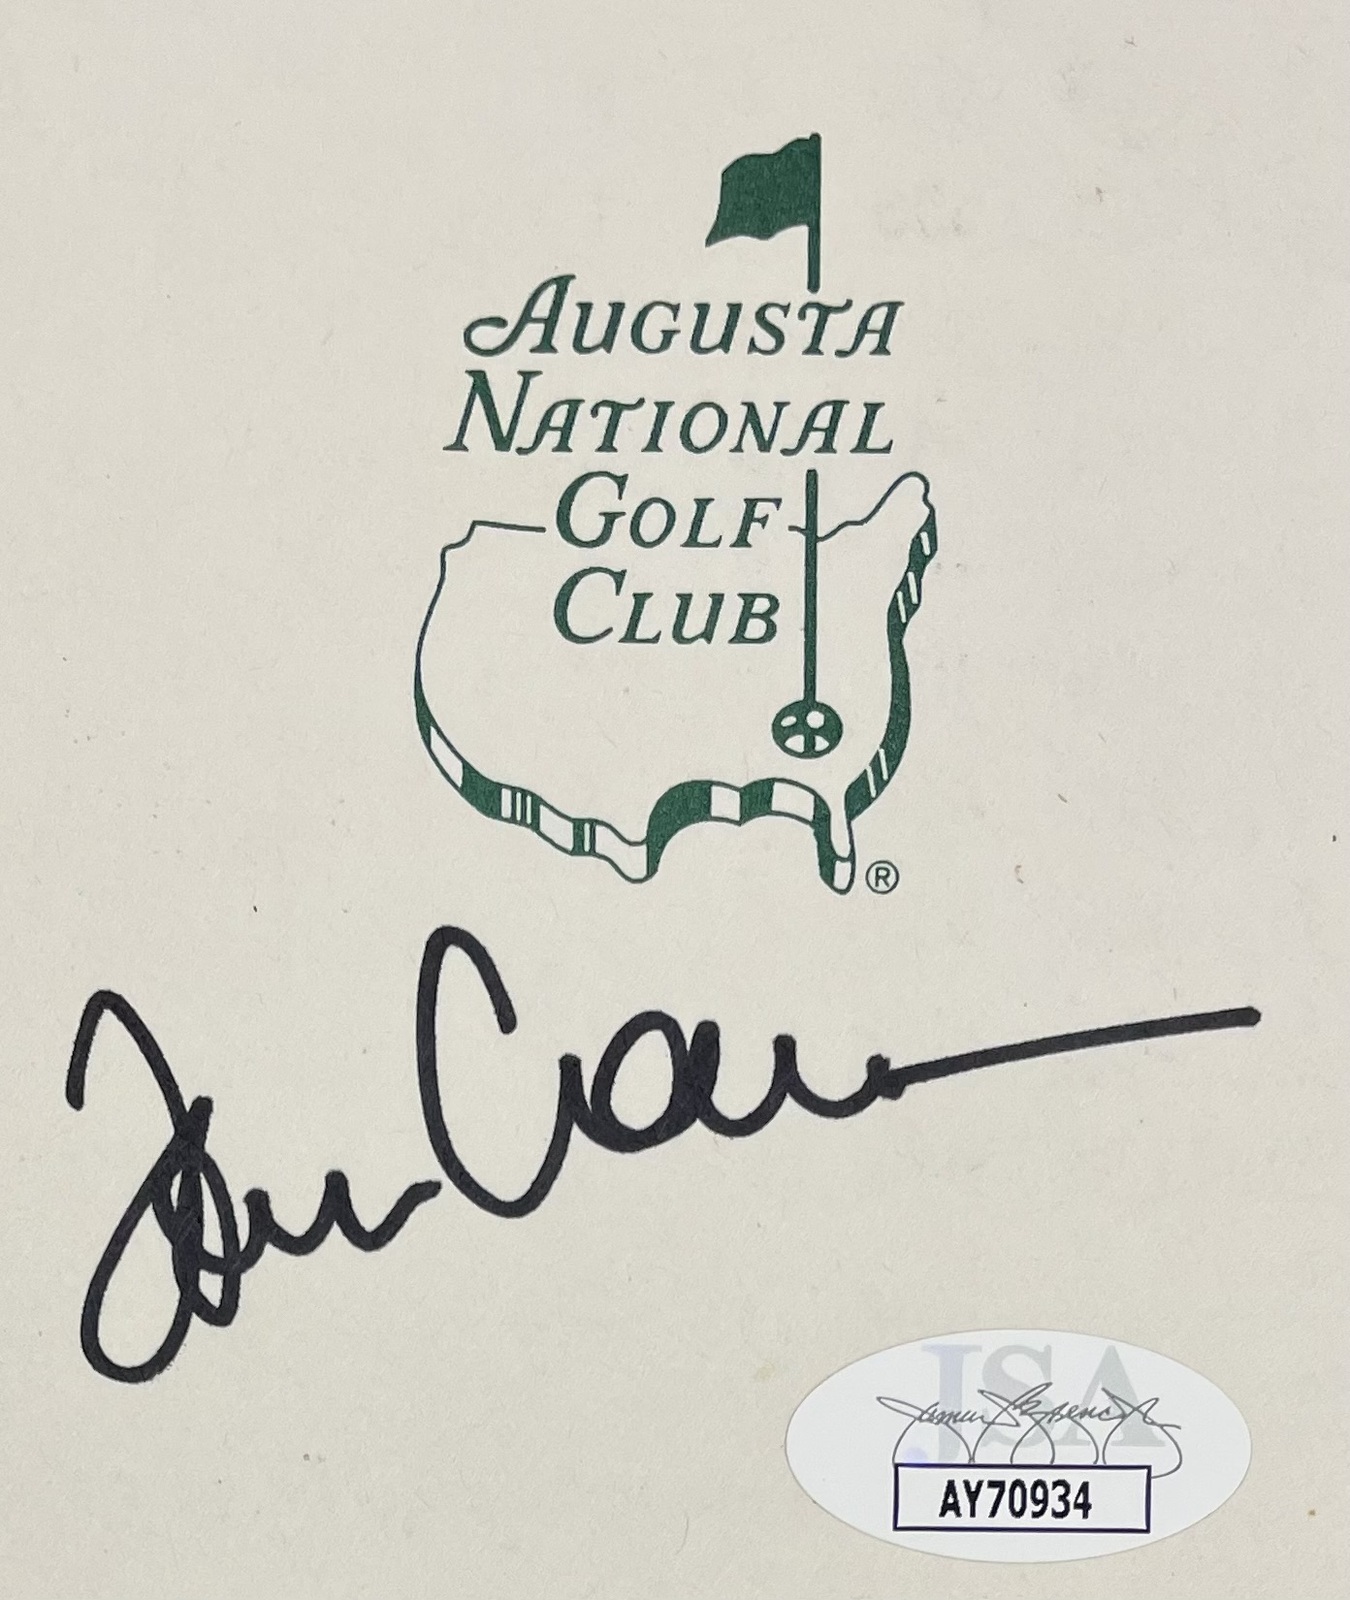 AUGUSTA
NATIONAL
GOLF
CLUB
®
JSA
AY70934